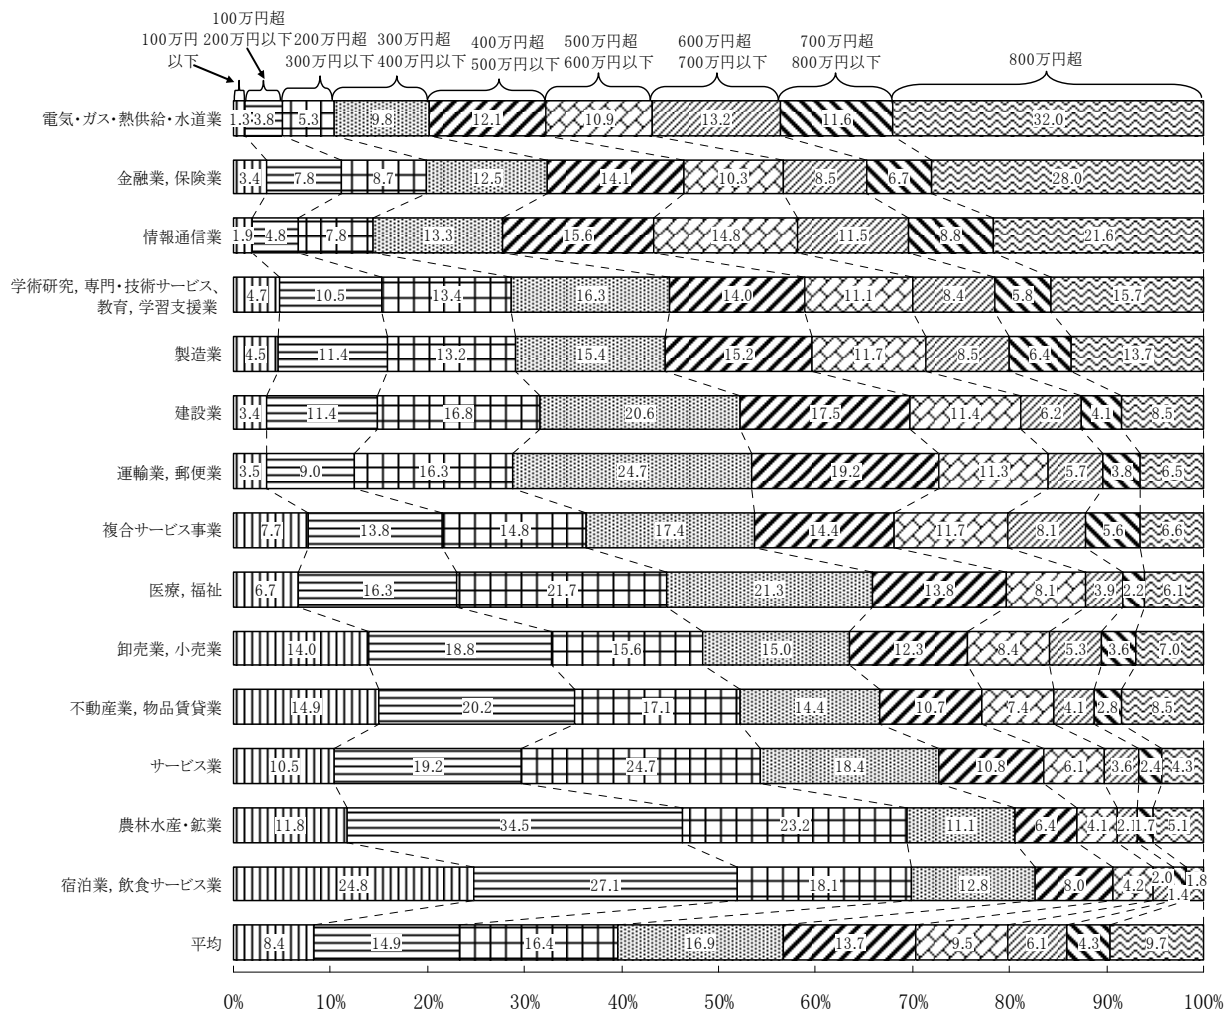 100万円超
100万円 200万円以下 200万円超 300万円超 400万円超 500万円超 600万円超 700万円超 800万円超
以下 300万円以下 400万円以下 500万円以下 600万円以下 700万円以下 800万円以下
電気・ガス・熱供給・水道業 1.3 3.8 5.3 9.8 12.1 10.9 13.2 11.6 32.0
金融業, 保険業 3.4 7.8 8.7 12.5 14.1 10.3 8.5 6.7 28.0
情報通信業 1.9 4.8 7.8 13.3 15.6 14.8 11.5 8.8 21.6
学術研究, 専門・技術サービス、
教育, 学習支援業 4.7 10.5 13.4 16.3 14.0 11.1 8.4 5.8 15.7
製造業 4.5 11.4 13.2 15.4 15.2 11.7 8.5 6.4 13.7
建設業 3.4 11.4 16.8 20.6 17.5 11.4 6.2 4.1 8.5
運輸業, 郵便業 3.5 9.0 16.3 24.7 19.2 11.3 5.7 3.8 6.5
複合サービス事業 7.7 13.8 14.8 17.4 14.4 11.7 8.1 5.6 6.6
医療, 福祉 6.7 16.3 21.7 21.3 13.8 8.1 3.9 2.2 6.1
卸売業, 小売業 14.0 18.8 15.6 15.0 12.3 8.4 5.3 3.6 7.0
不動産業, 物品賃貸業 14.9 20.2 17.1 14.4 10.7 7.4 4.1 2.8 8.5
サービス業 10.5 19.2 24.7 18.4 10.8 6.1 3.6 2.4 4.3
農林水産・鉱業 11.8 34.5 23.2 11.1 6.4 4.1 2.1 1.7 5.1
宿泊業, 飲食サービス業 24.8 27.1 18.1 12.8 8.0 4.2 2.0 1.4 1.8
平均 8.4 14.9 16.4 16.9 13.7 9.5 6.1 4.3 9.7
0% 10% 20% 30% 40% 50% 60% 70% 80% 90% 100%